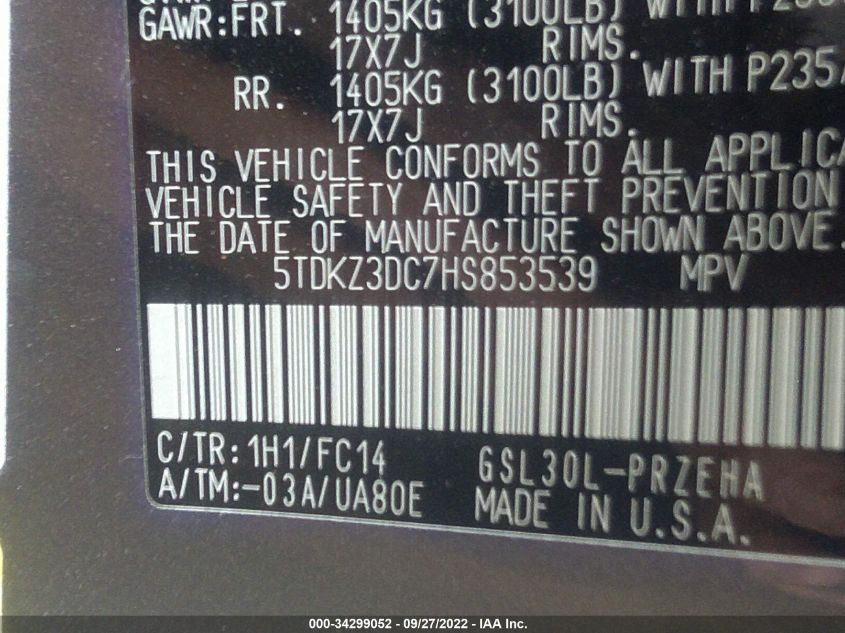 GAWR:FRT. 1405KG (3100LB) WITH P235
17X7J RIMS.
RR. 1405KG (3100LB) WITH P235
17X7J RIMS.
THIS VEHICLE CONFORMS TO ALL APPLICA
VEHICLE SAFETY AND THEFT PREVENTION
THE DATE OF MANUFACTURE SHOWN ABOVE.
5TDKZ3DC7HS853539 MPV
C/TR:1H1/FC14 GSL30L-PRZEHA
A/TM:-03A/UA80E MADE IN U.S.A.
000-34299052 - 09/27/2022 - IAA Inc.